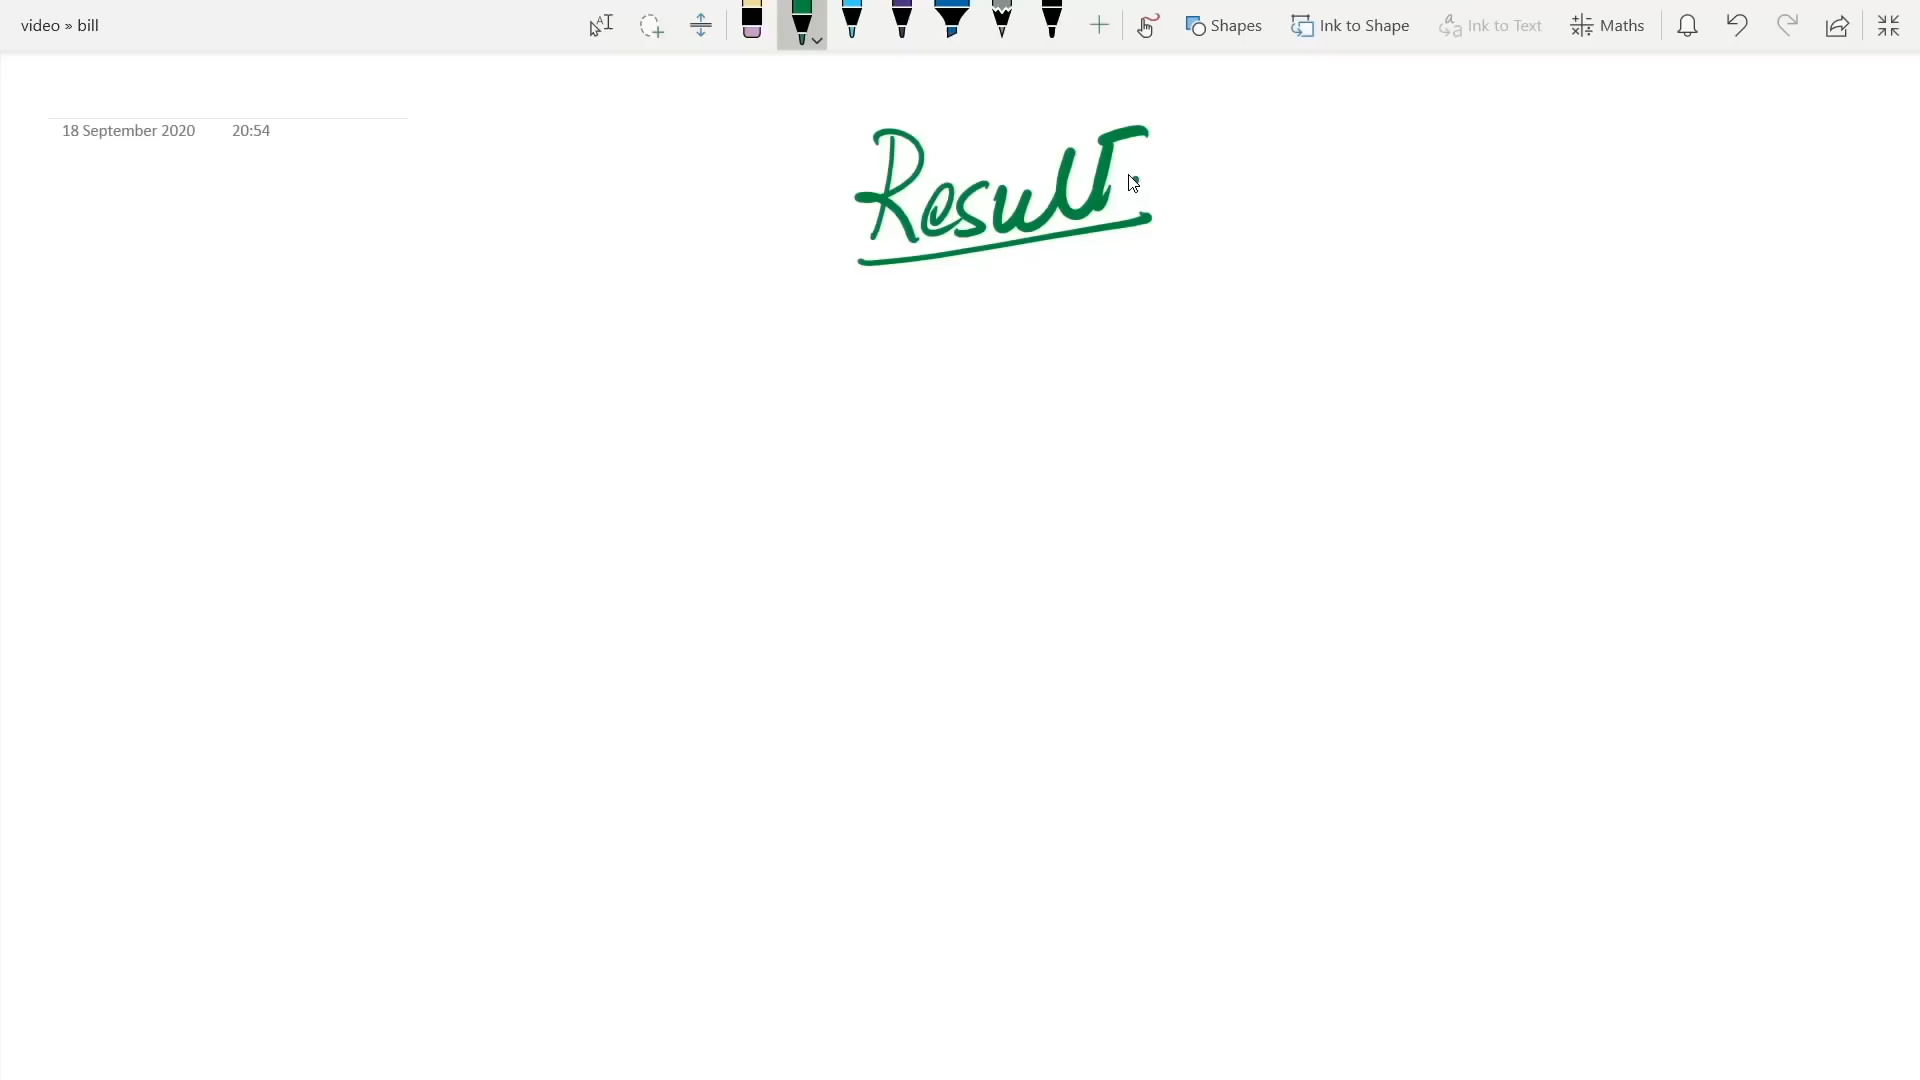 video » bill
Shapes
Ink to Shape
Ink to Text
Maths
18 September 2020 20:54
Result